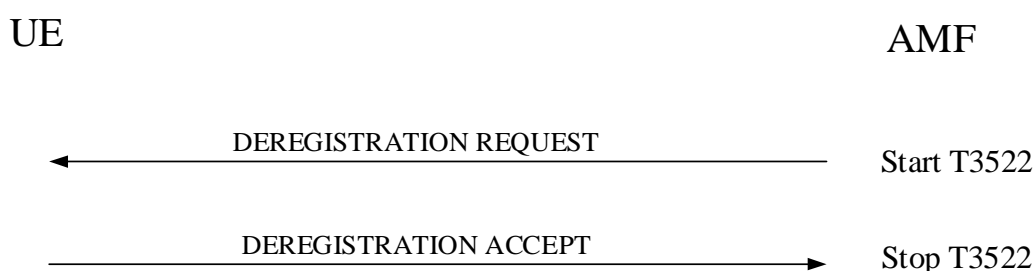 UE
AMF
DEREGISTRATION REQUEST
Start T3522
DEREGISTRATION ACCEPT
Stop T3522